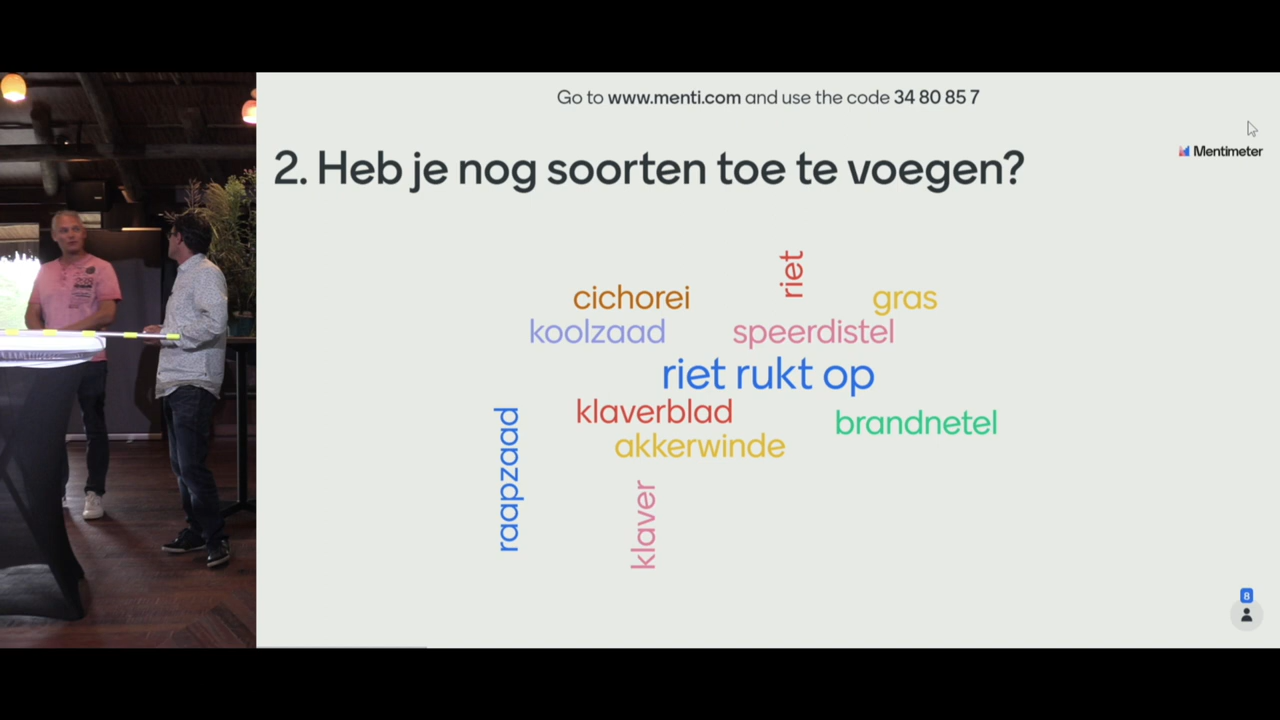 Go to www.menti.com and use the code 34 80 85 7
Mentimeter
2. Heb je nog soorten toe te voegen?
riet
cichorei
gras
koolzaad
speerdistel
riet rukt op
klaverblad
brandnetel
akkerwinde
raapzaad
klaver
8